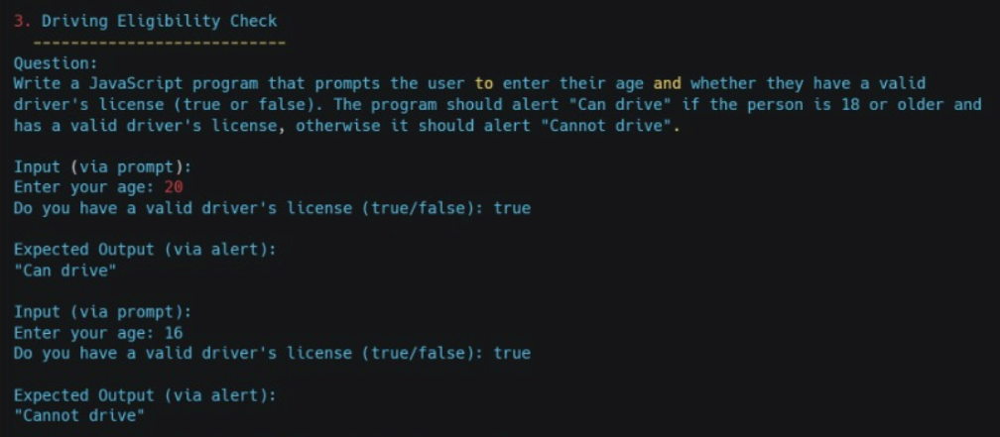 3. Driving Eligibility Check
---------------------------
Question:
Write a JavaScript program that prompts the user to enter their age and whether they have a valid
driver's license (true or false). The program should alert "Can drive" if the person is 18 or older and
has a valid driver's license, otherwise it should alert "Cannot drive".
Input (via prompt):
Enter your age: 20
Do you have a valid driver's license (true/false): true
Expected Output (via alert):
"Can drive"
Input (via prompt):
Enter your age: 16
Do you have a valid driver's license (true/false): true
Expected Output (via alert):
"Cannot drive"